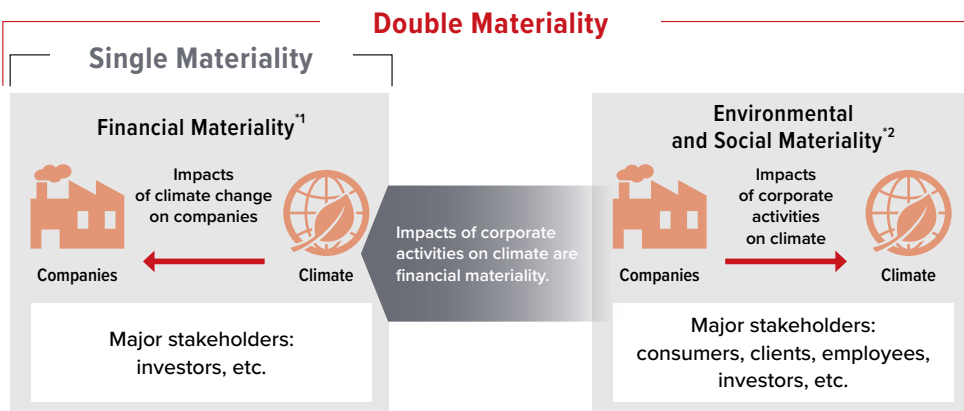 Double Materiality
Single Materiality
Financial Materiality*1
Impacts
of climate change
on companies
Companies
Climate
Major stakeholders:
investors, etc.
Impacts of corporate
activities on climate are
financial materiality.
Environmental
and Social Materiality*2
Impacts
of corporate
activities
on climate
Companies
Climate
Major stakeholders:
consumers, clients, employees,
investors, etc.